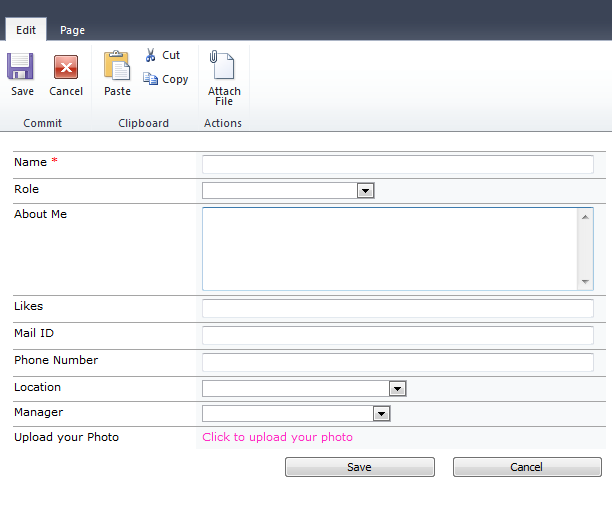 Edit Page
Save Cancel Paste Cut Copy Attach File
Commit Clipboard Actions
Name *
Role
About Me
Likes
Mail ID
Phone Number
Location
Manager
Upload your Photo Click to upload your photo
Save Cancel